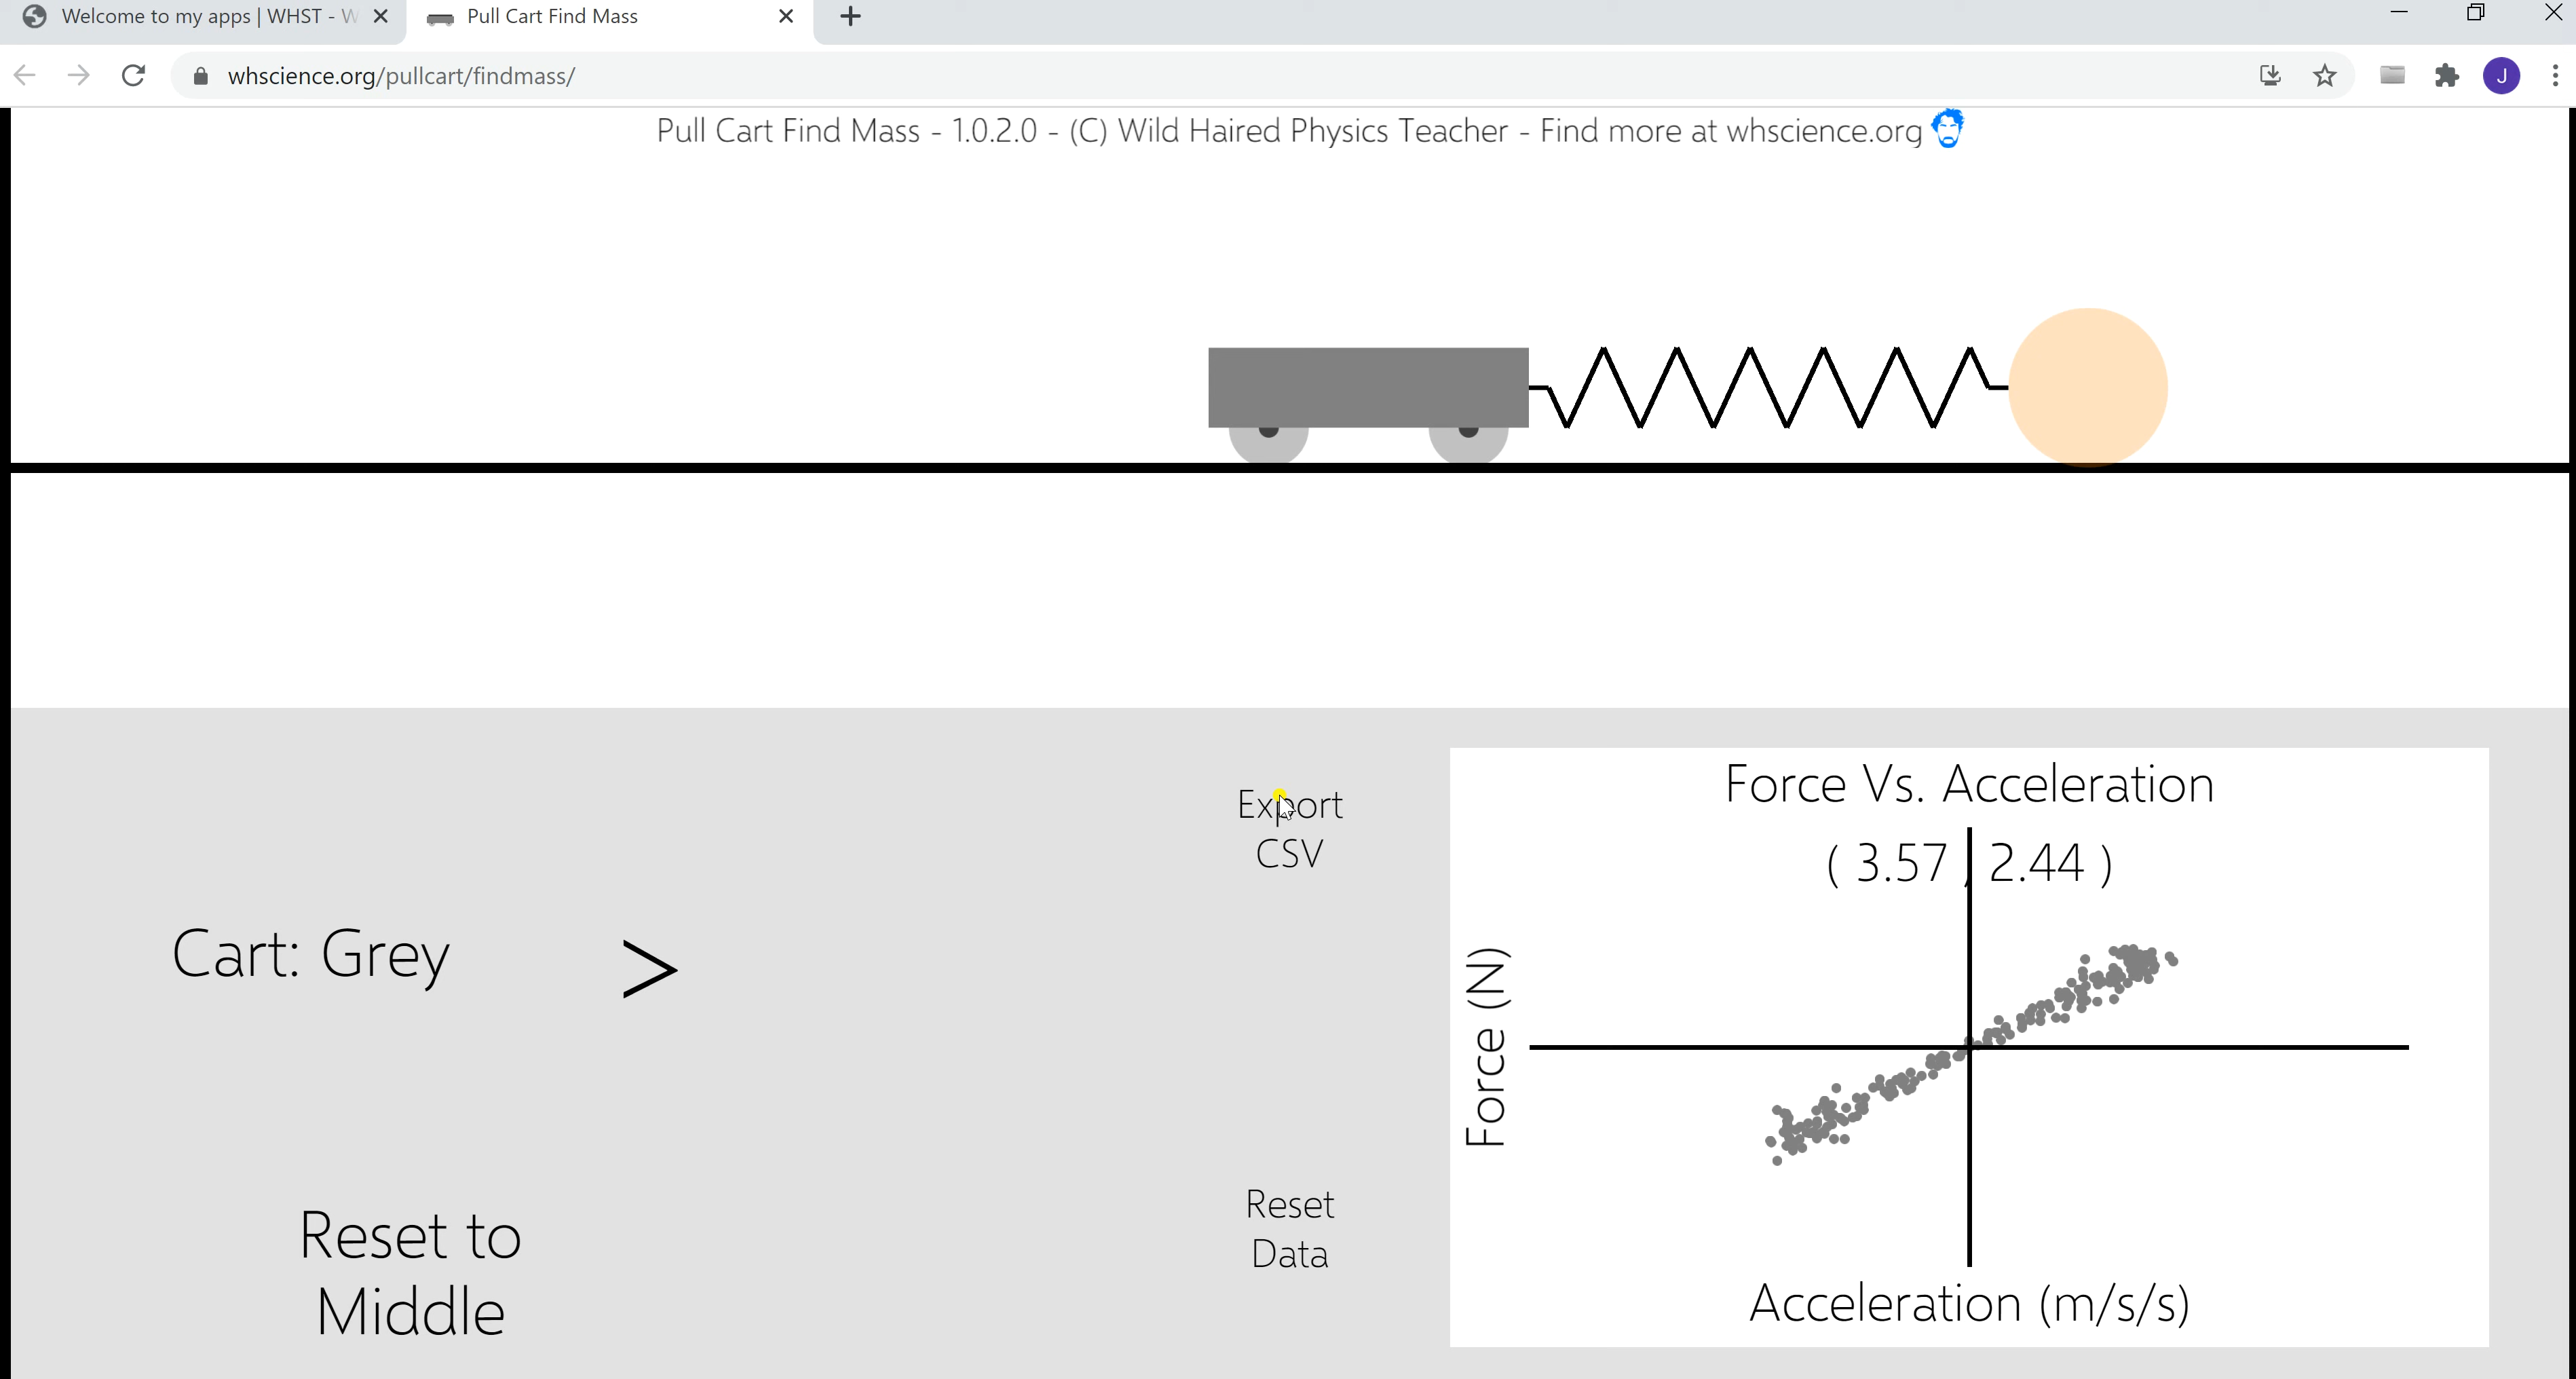 Welcome to my apps | WHST - W
Pull Cart Find Mass
whscience.org/pullcart/findmass/
J
Pull Cart Find Mass - 1.0.2.0 - (C) Wild Haired Physics Teacher - Find more at whscience.org
Export
CSV
Cart: Grey
>
Reset to
Middle
Reset
Data
Force Vs. Acceleration
( 3.57 , 2.44 )
Force (N)
Acceleration (m/s/s)